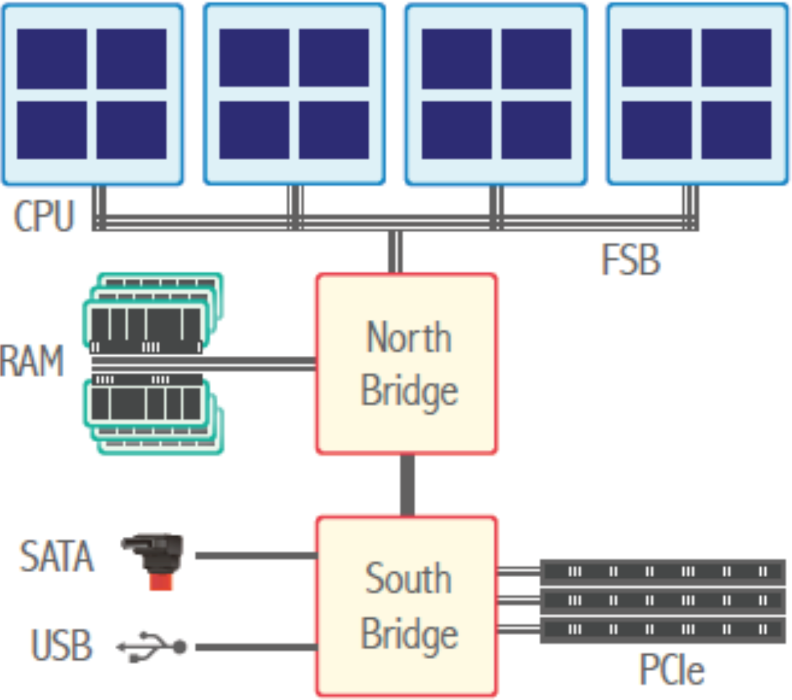 CPU
FSB
RAM
North
Bridge
SATA
South
Bridge
USB
PCIe